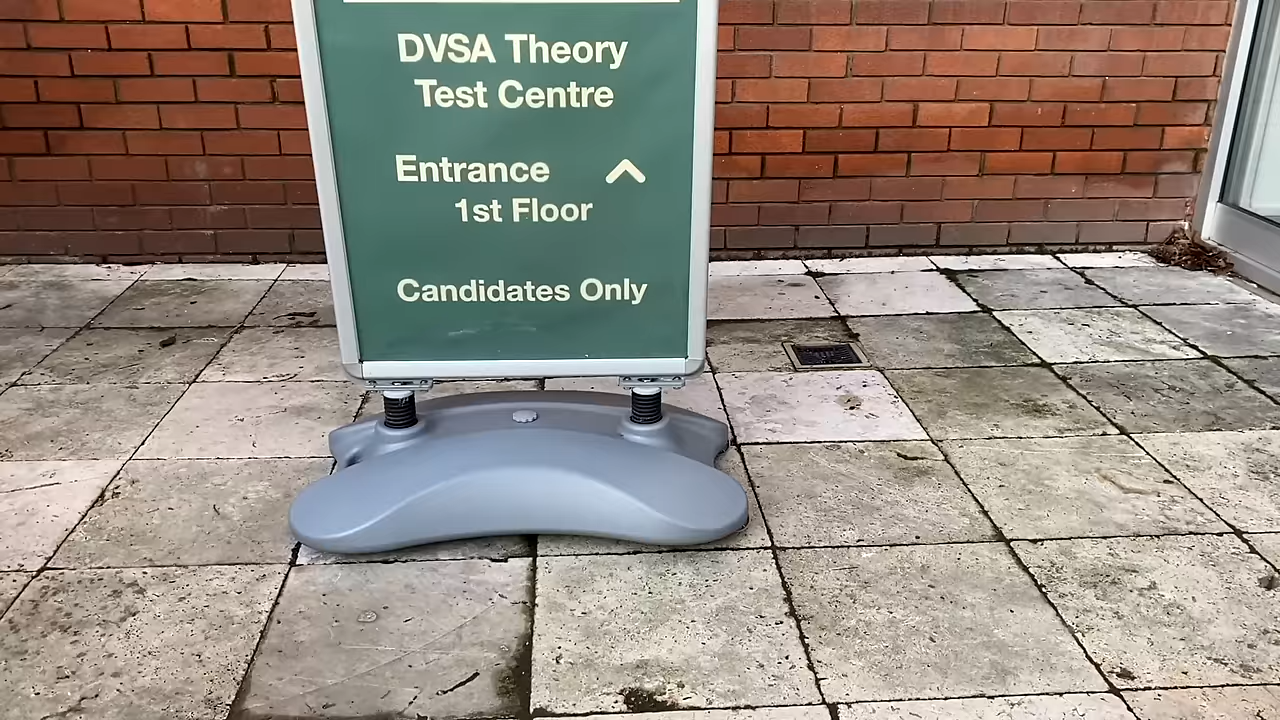 DVSA Theory
Test Centre
Entrance
1st Floor
Candidates Only